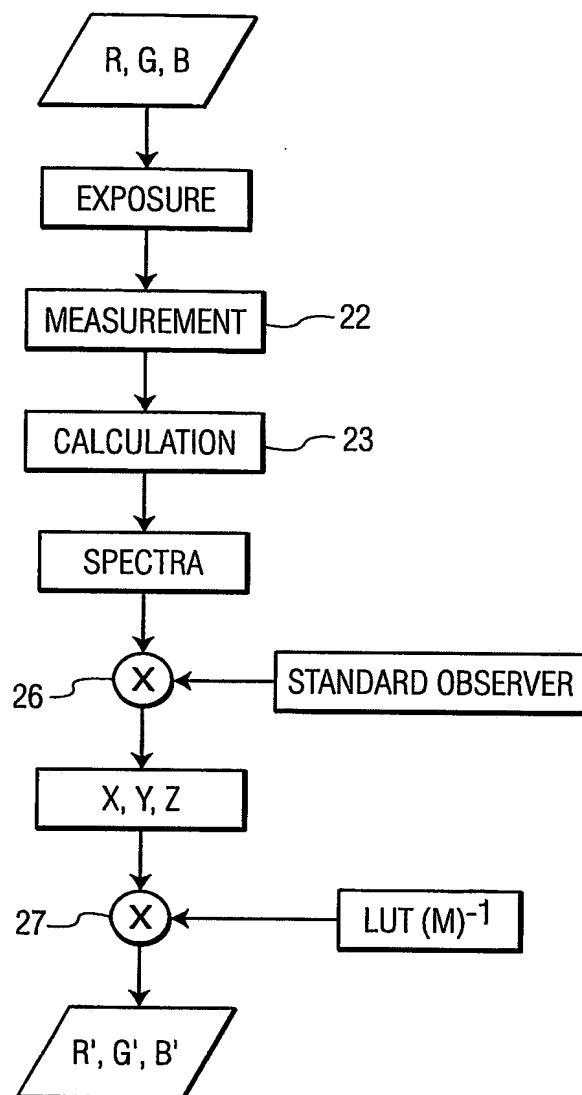 R, G, B
EXPOSURE
MEASUREMENT
22
CALCULATION
23
SPECTRA
X
26
STANDARD OBSERVER
X, Y, Z
X
27
LUT (M)⁻¹
R', G', B'